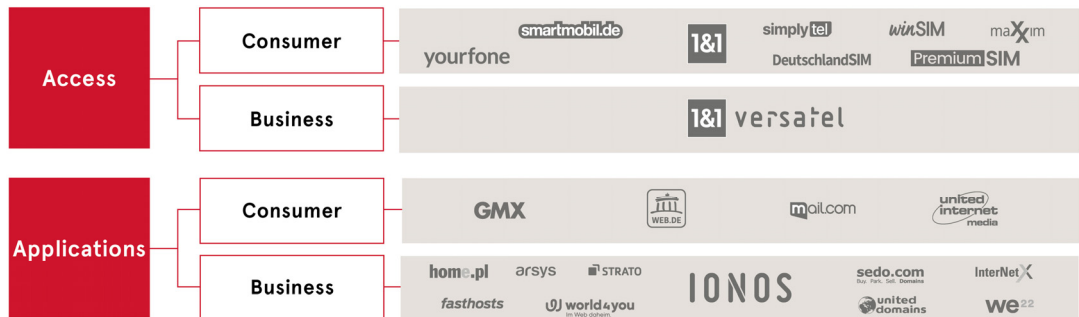 Access
Consumer
smartmobil.de
yourfone
1&1
simplytel
winSIM
maXXim
DeutschlandSIM
PremiumSIM
Business
1&1 versatel
Applications
Consumer
GMX
WEB.DE
mail.com
united
internet
media
Business
home.pl
arsys
STRATO
fasthosts
world4you
Im Web daheim
IONOS
sedo.com
Buy. Park. Sell. Domains
InterNetX
united
domains
we22